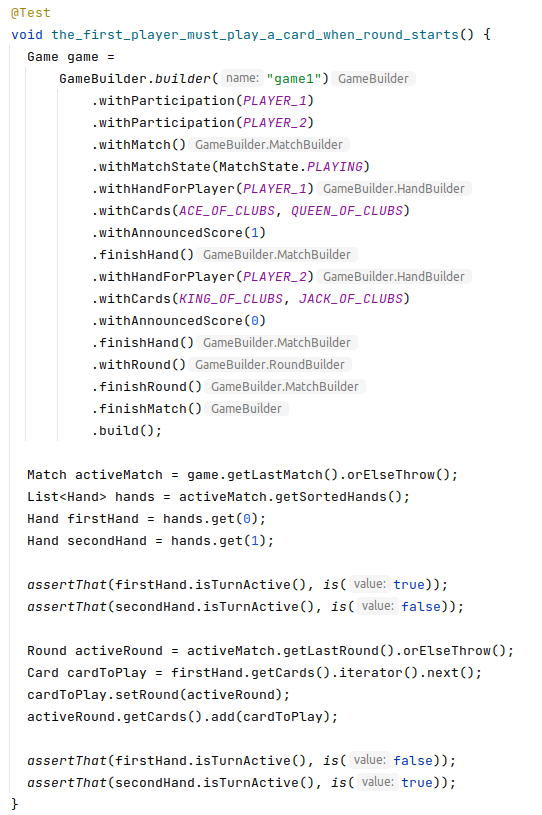 @Test
void the_first_player_must_play_a_card_when_round_starts() {
Game game =
GameBuilder.builder( name: "game1") GameBuilder
.withParticipation(PLAYER_1)
.withParticipation(PLAYER_2)
.withMatch() GameBuilder.MatchBuilder
.withMatchState(MatchState.PLAYING)
.withHandForPlayer(PLAYER_1) GameBuilder.HandBuilder
.withCards(ACE_OF_CLUBS, QUEEN_OF_CLUBS)
.withAnnouncedScore(1)
.finishHand() GameBuilder.MatchBuilder
.withHandForPlayer(PLAYER_2) GameBuilder.HandBuilder
.withCards(KING_OF_CLUBS, JACK_OF_CLUBS)
.withAnnouncedScore(0)
.finishHand() GameBuilder.MatchBuilder
.withRound() GameBuilder.RoundBuilder
.finishRound() GameBuilder.MatchBuilder
.finishMatch() GameBuilder
.build();
Match activeMatch = game.getLastMatch().orElseThrow();
List<Hand> hands = activeMatch.getSortedHands();
Hand firstHand = hands.get(0);
Hand secondHand = hands.get(1);
assertThat(firstHand.isTurnActive(), is( value: true));
assertThat(secondHand.isTurnActive(), is( value: false));
Round activeRound = activeMatch.getLastRound().orElseThrow();
Card cardToPlay = firstHand.getCards().iterator().next();
cardToPlay.setRound(activeRound);
activeRound.getCards().add(cardToPlay);
assertThat(firstHand.isTurnActive(), is( value: false));
assertThat(secondHand.isTurnActive(), is( value: true));
}